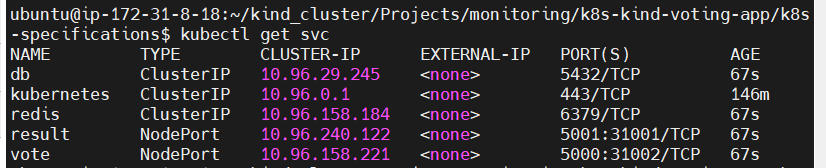 ubuntu@ip-172-31-8-18:~/kind_cluster/Projects/monitoring/k8s-kind-voting-app/k8s
-specifications$ kubectl get svc
NAME         TYPE        CLUSTER-IP      EXTERNAL-IP   PORT(S)          AGE
db           ClusterIP   10.96.29.245    <none>        5432/TCP         67s
kubernetes   ClusterIP   10.96.0.1       <none>        443/TCP          146m
redis        ClusterIP   10.96.158.184   <none>        6379/TCP         67s
result       NodePort    10.96.240.122   <none>        5001:31001/TCP   67s
vote         NodePort    10.96.158.221   <none>        5000:31002/TCP   67s